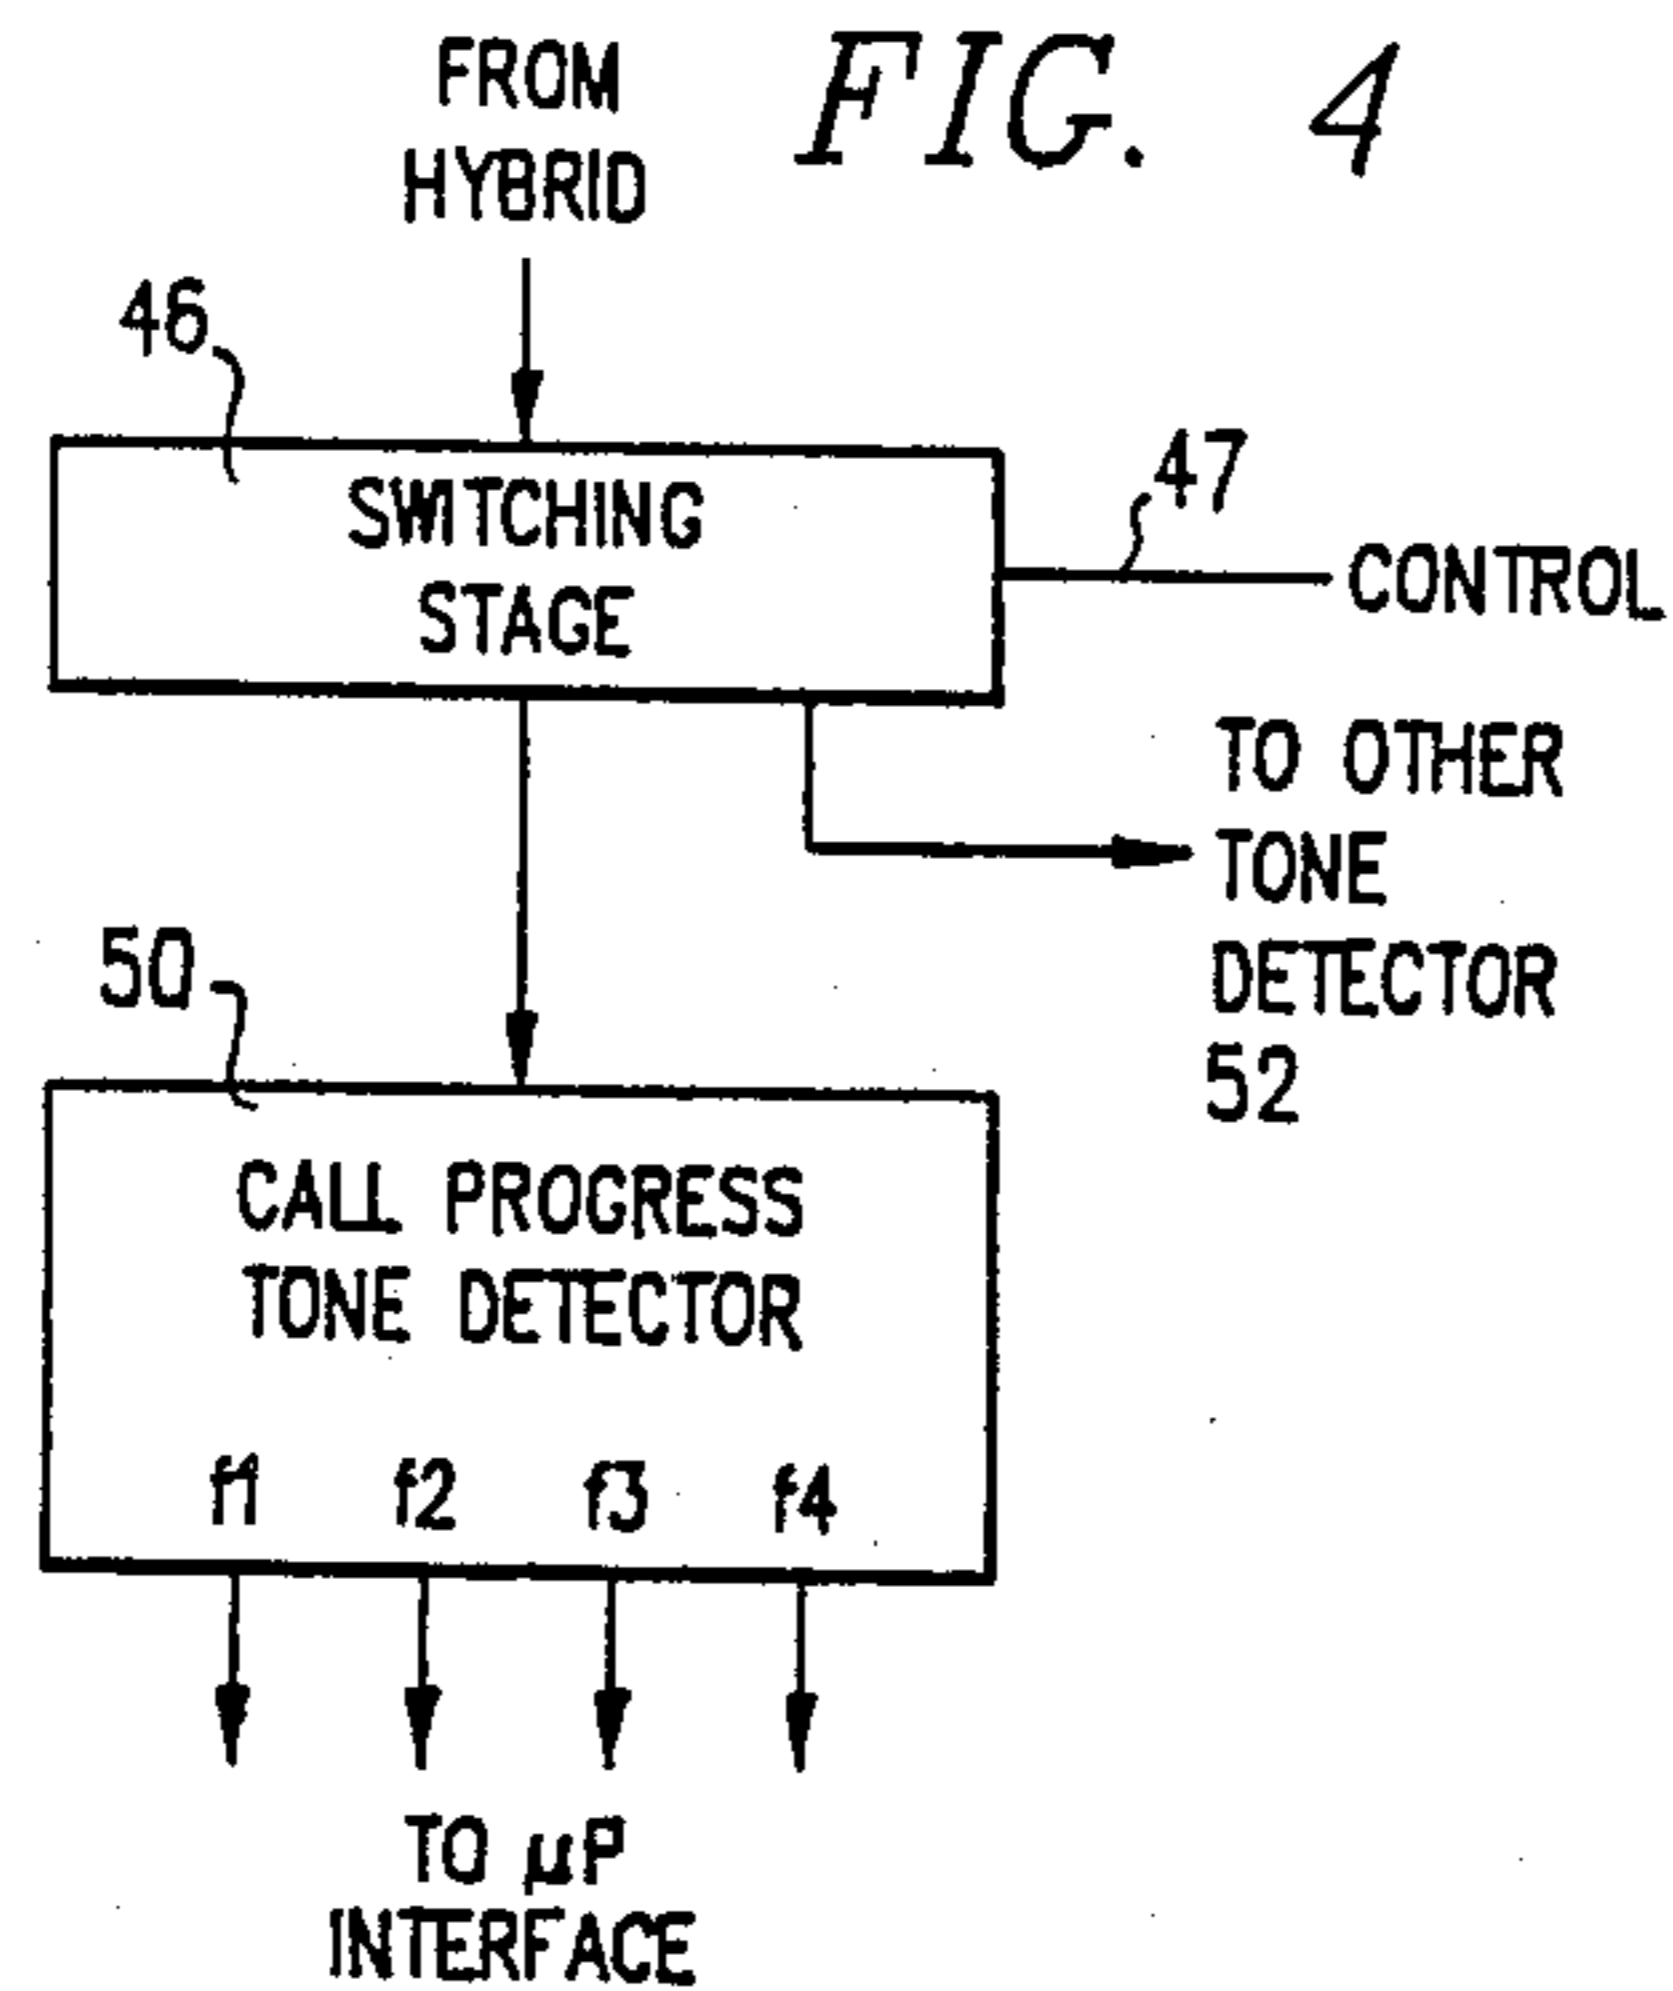 FROM
HYBRID
FIG. 4
46
SWITCHING
STAGE
47
CONTROL
TO OTHER
TONE
DETECTOR
52
50
CALL PROGRESS
TONE DETECTOR
f1 f2 f3 f4
TO µP
INTERFACE